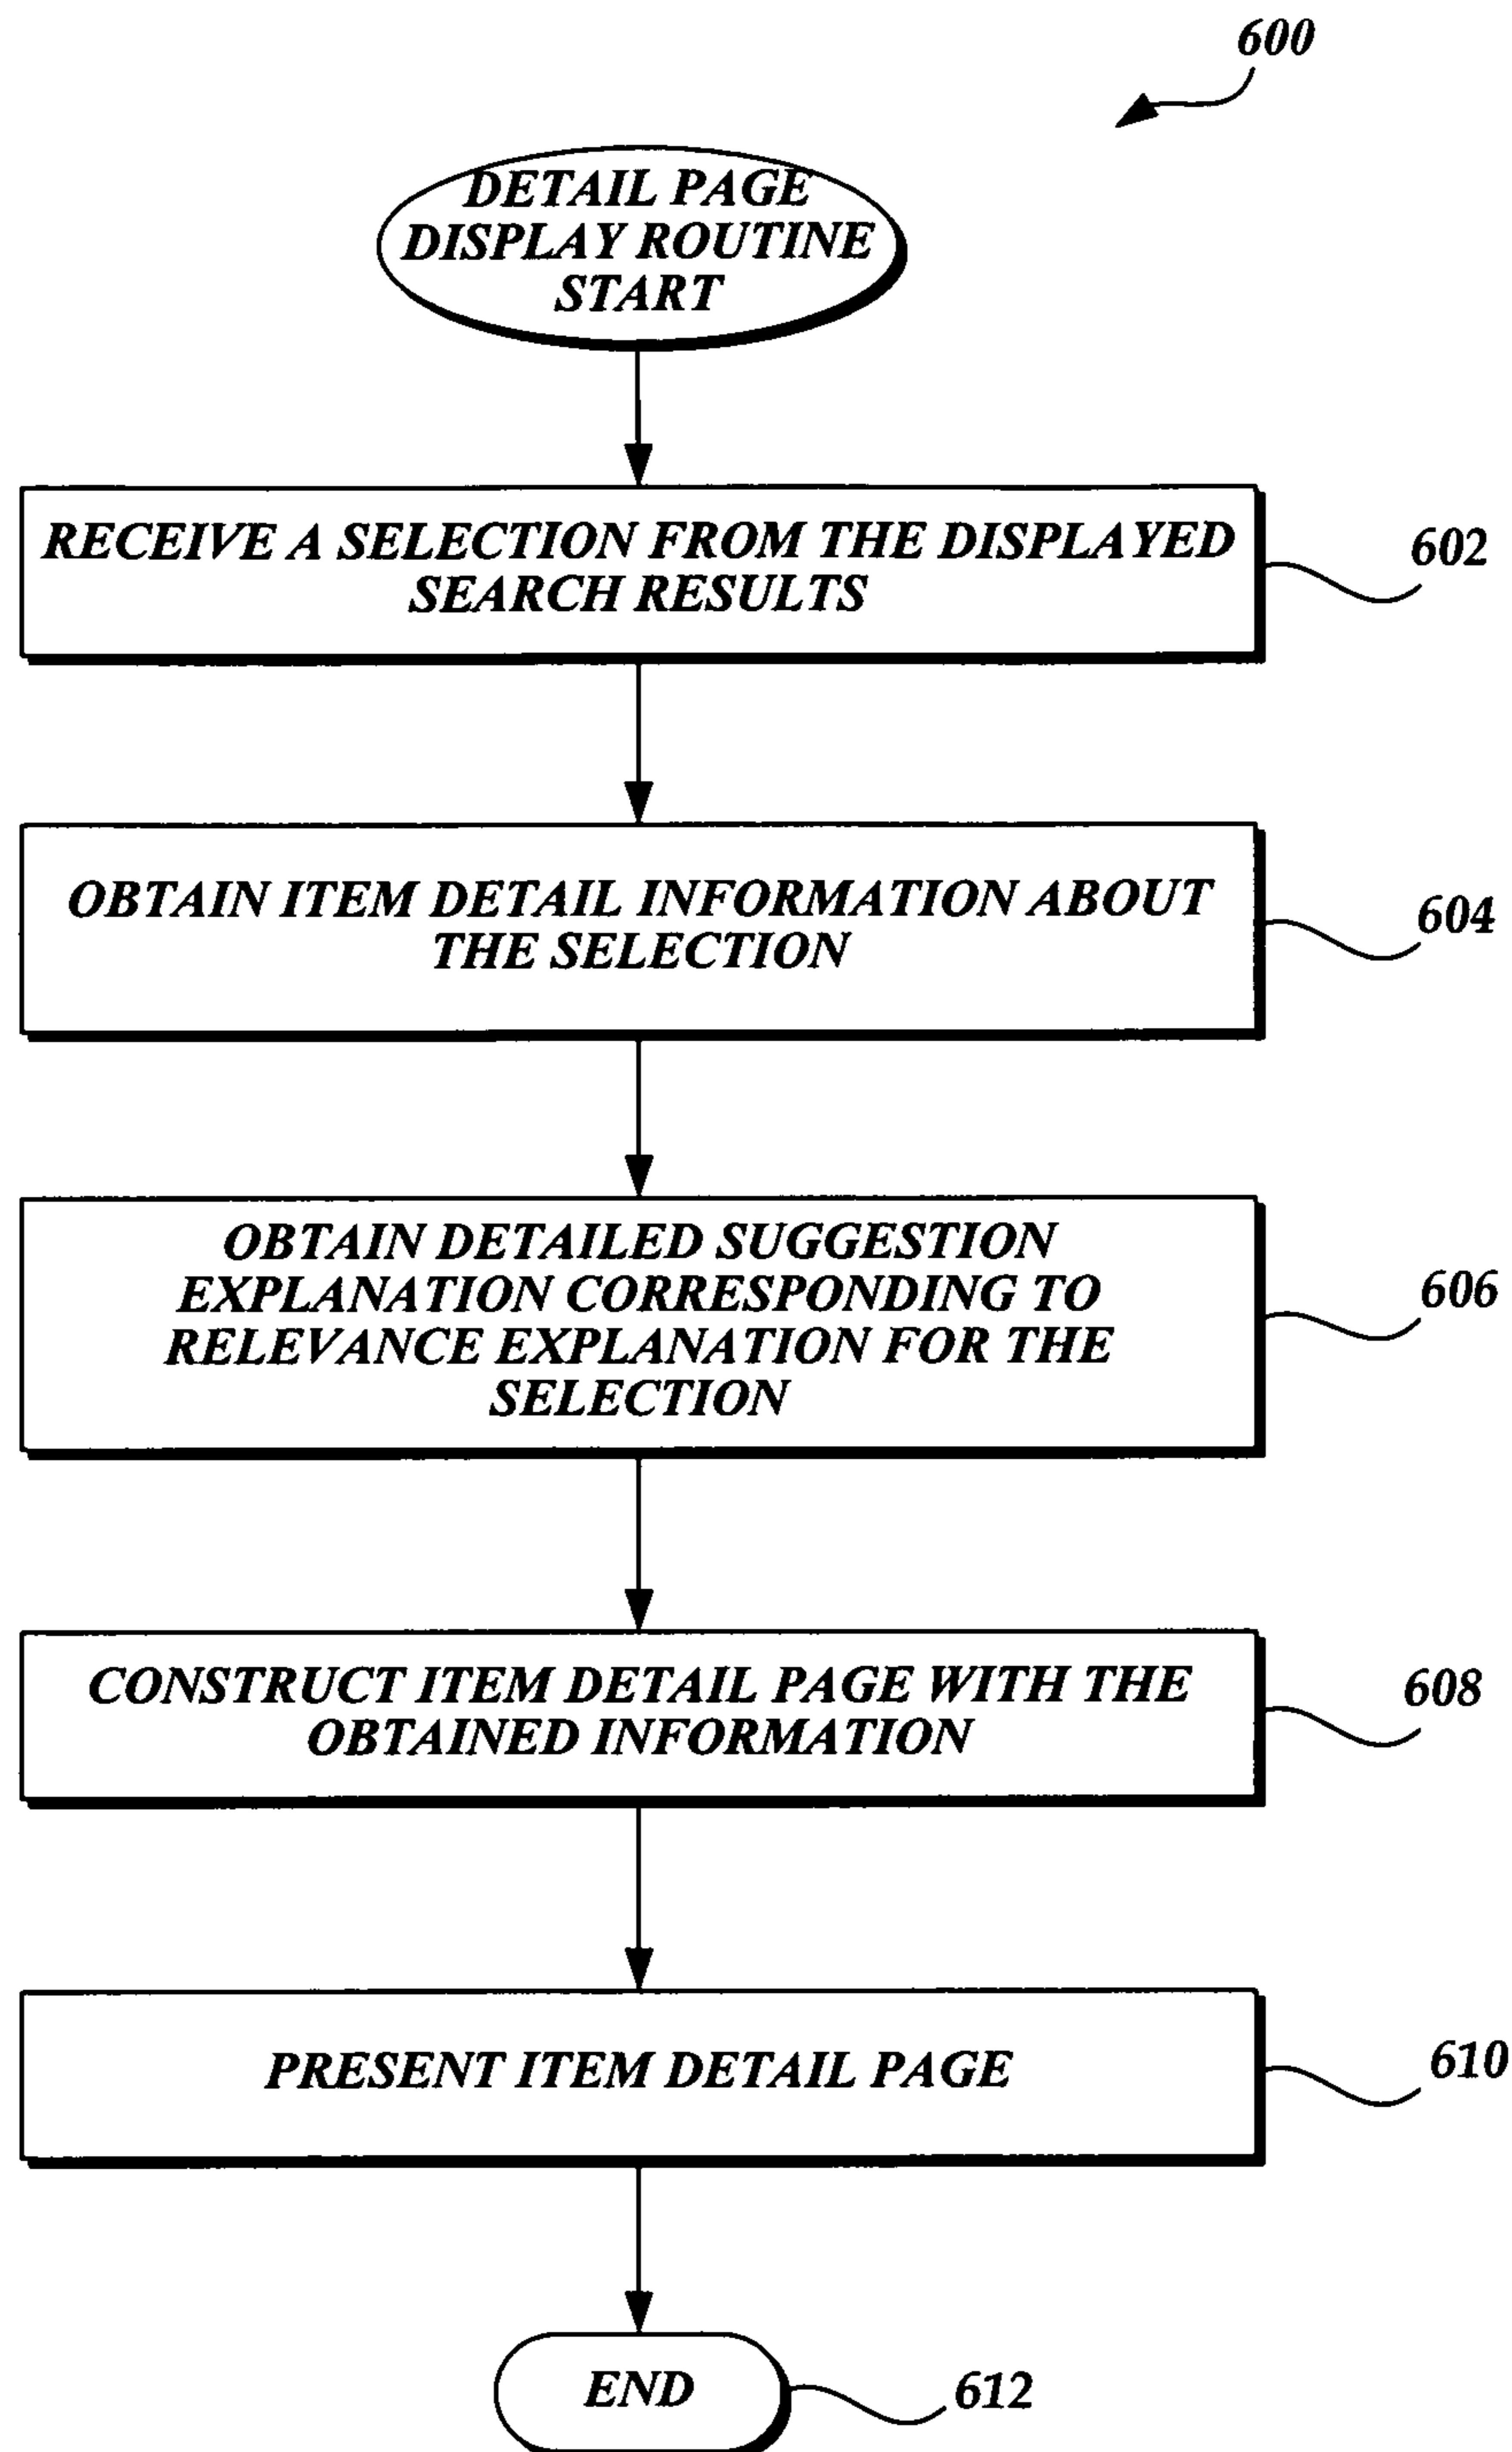 600
DETAIL PAGE
DISPLAY ROUTINE
START
RECEIVE A SELECTION FROM THE DISPLAYED
SEARCH RESULTS
602
OBTAIN ITEM DETAIL INFORMATION ABOUT
THE SELECTION
604
OBTAIN DETAILED SUGGESTION
EXPLANATION CORRESPONDING TO
RELEVANCE EXPLANATION FOR THE
SELECTION
606
CONSTRUCT ITEM DETAIL PAGE WITH THE
OBTAINED INFORMATION
608
PRESENT ITEM DETAIL PAGE
610
END
612